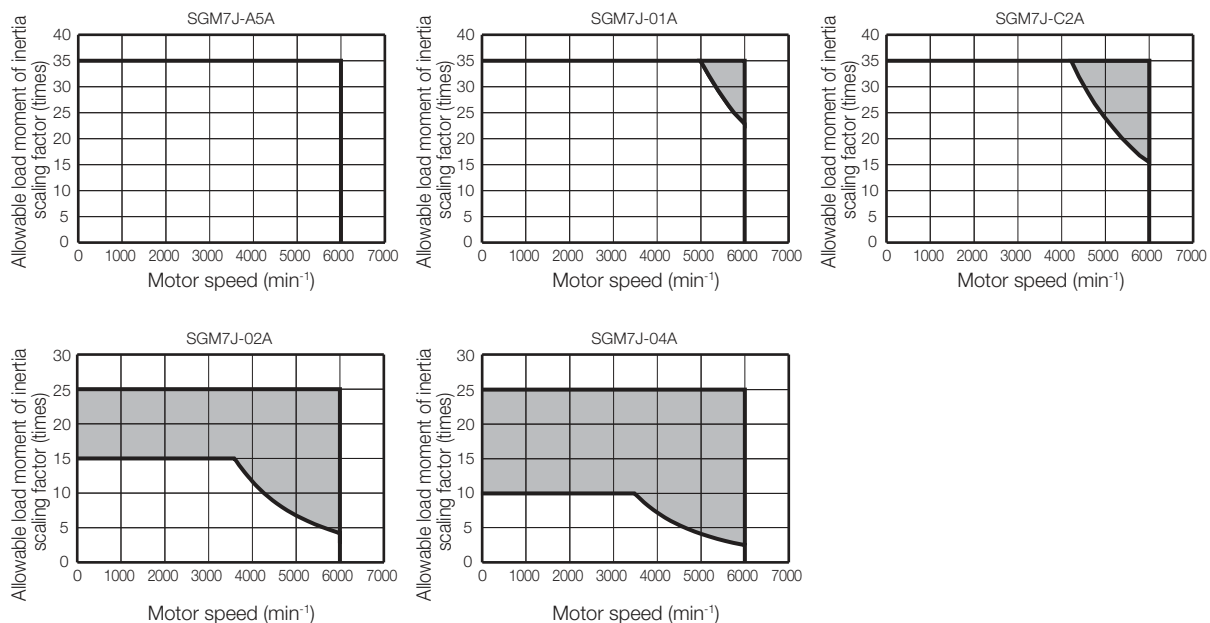 SGM7J-A5A
Allowable load moment of inertia
scaling factor (times)
40
35
30
25
20
15
10
5
0
0 1000 2000 3000 4000 5000 6000 7000
Motor speed (min-1)
SGM7J-01A
Allowable load moment of inertia
scaling factor (times)
40
35
30
25
20
15
10
5
0
0 1000 2000 3000 4000 5000 6000 7000
Motor speed (min-1)
SGM7J-C2A
Allowable load moment of inertia
scaling factor (times)
40
35
30
25
20
15
10
5
0
0 1000 2000 3000 4000 5000 6000 7000
Motor speed (min-1)
SGM7J-02A
Allowable load moment of inertia
scaling factor (times)
30
25
20
15
10
5
0
0 1000 2000 3000 4000 5000 6000 7000
Motor speed (min-1)
SGM7J-04A
Allowable load moment of inertia
scaling factor (times)
30
25
20
15
10
5
0
0 1000 2000 3000 4000 5000 6000 7000
Motor speed (min-1)